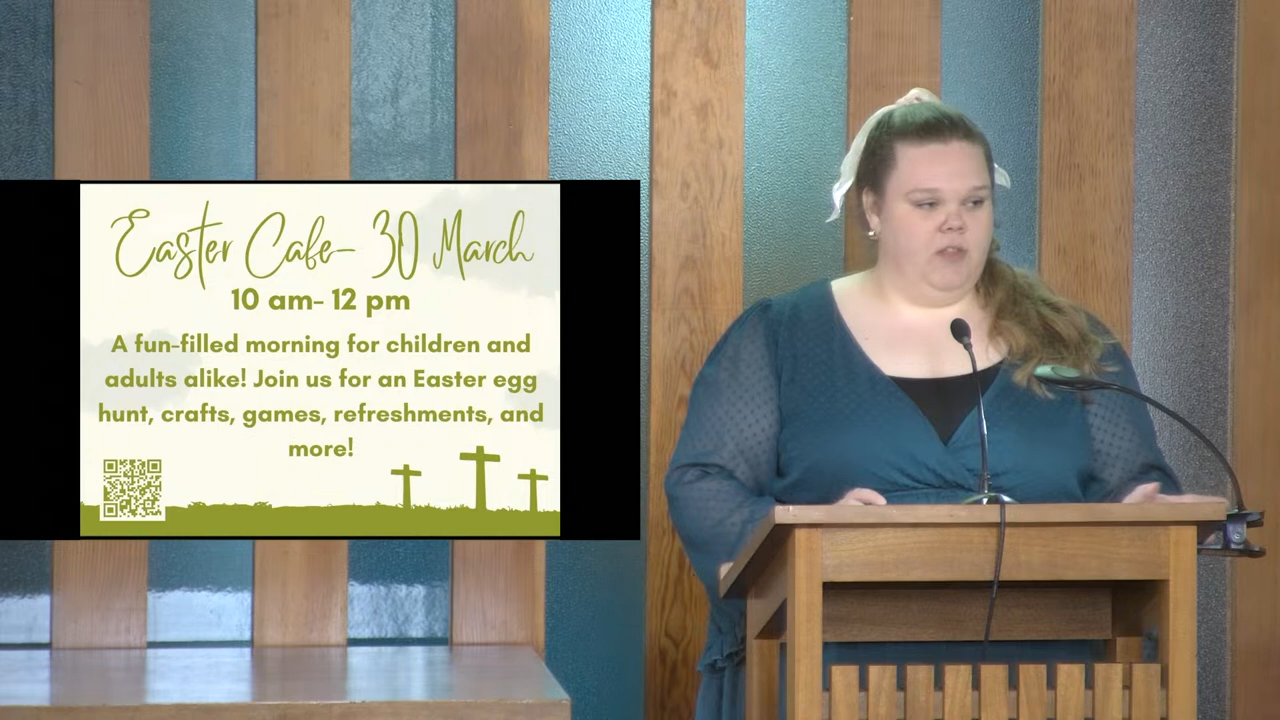 Easter Cafe- 30 March
10 am- 12 pm
A fun-filled morning for children and
adults alike! Join us for an Easter egg
hunt, crafts, games, refreshments, and
more!